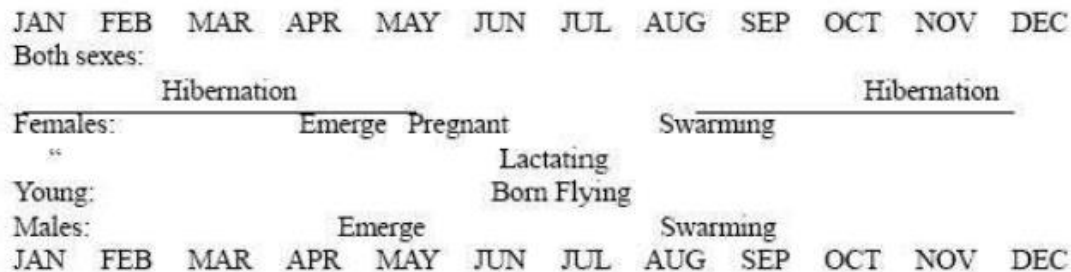 JAN FEB MAR APR MAY JUN JUL AUG SEP OCT NOV DEC
Both sexes:
Hibernation Hibernation
Females: Emerge Pregnant Swarming
“ Lactating
Young: Born Flying
Males: Emerge Swarming
JAN FEB MAR APR MAY JUN JUL AUG SEP OCT NOV DEC